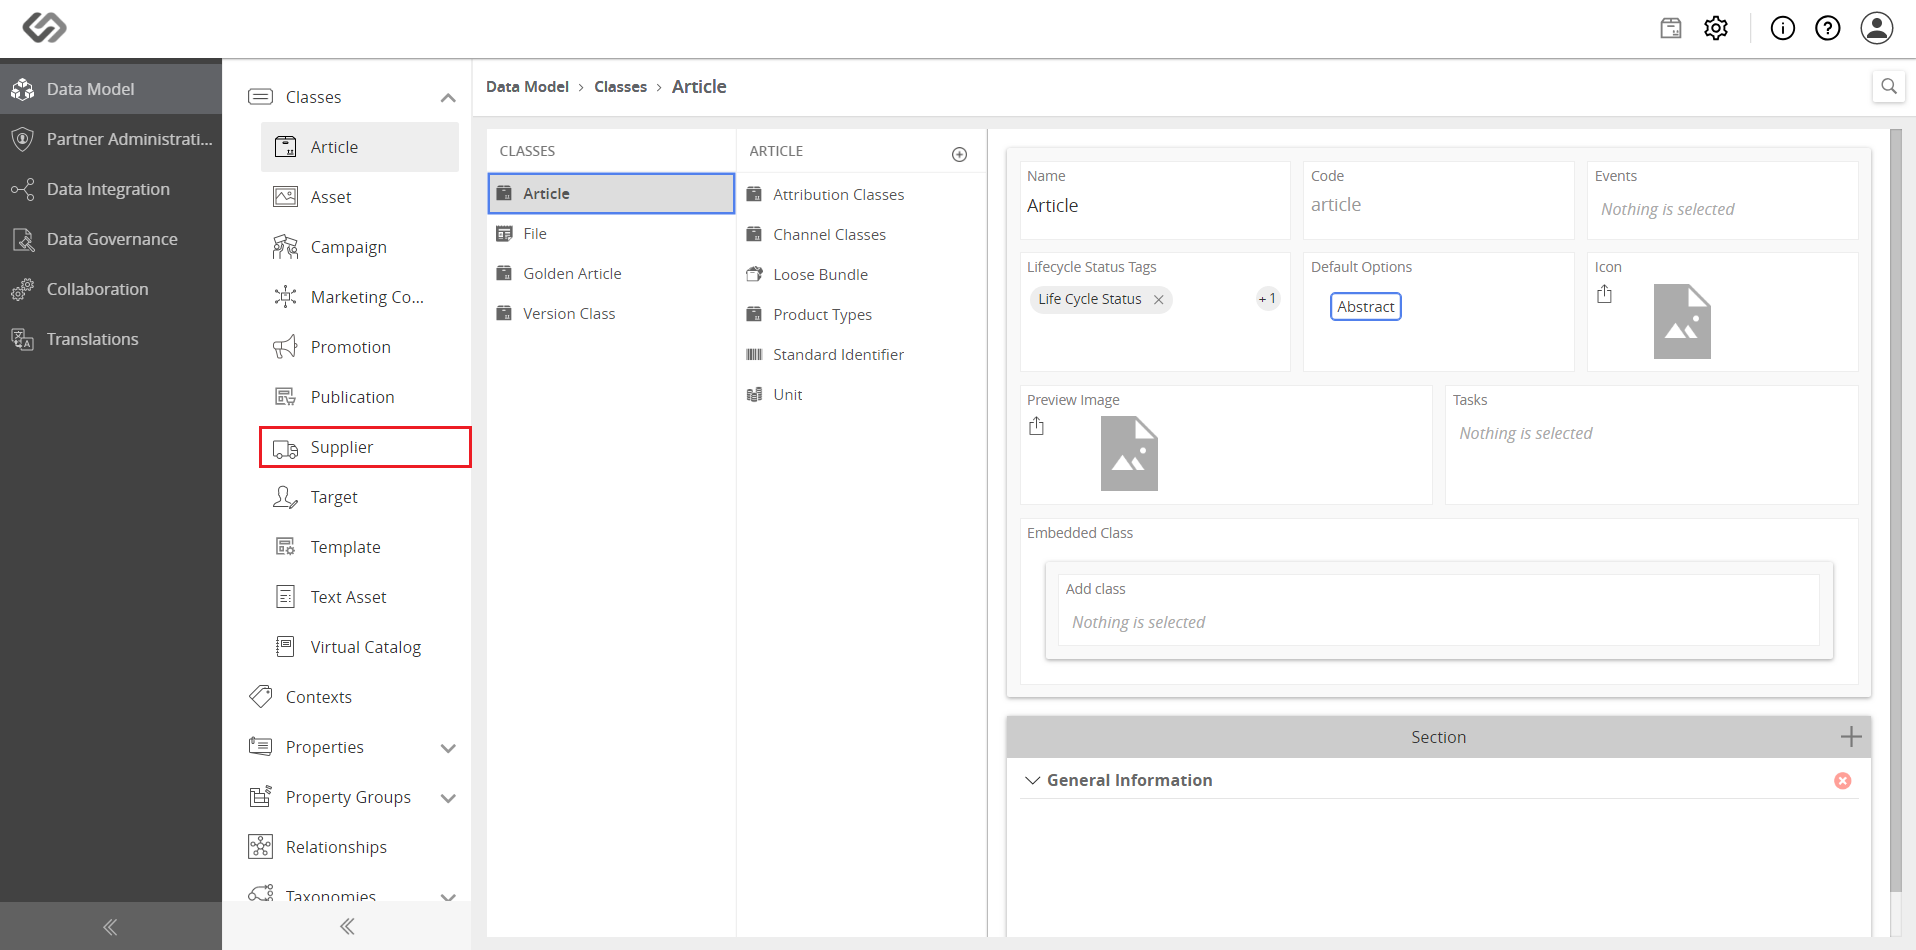 Data Model
Partner Administrati...
Data Integration
Data Governance
Collaboration
Translations
Classes
Article
Asset
Campaign
Marketing Co...
Promotion
Publication
Supplier
Target
Template
Text Asset
Virtual Catalog
Contexts
Properties
Property Groups
Relationships
Taxonomies
Data Model > Classes > Article
CLASSES
Article
File
Golden Article
Version Class
ARTICLE
Attribution Classes
Channel Classes
Loose Bundle
Product Types
Standard Identifier
Unit
Name
Article
Code
article
Events
Nothing is selected
Lifecycle Status Tags
Life Cycle Status
+1
Default Options
Abstract
Icon
Preview Image
Tasks
Nothing is selected
Embedded Class
Add class
Nothing is selected
Section
General Information